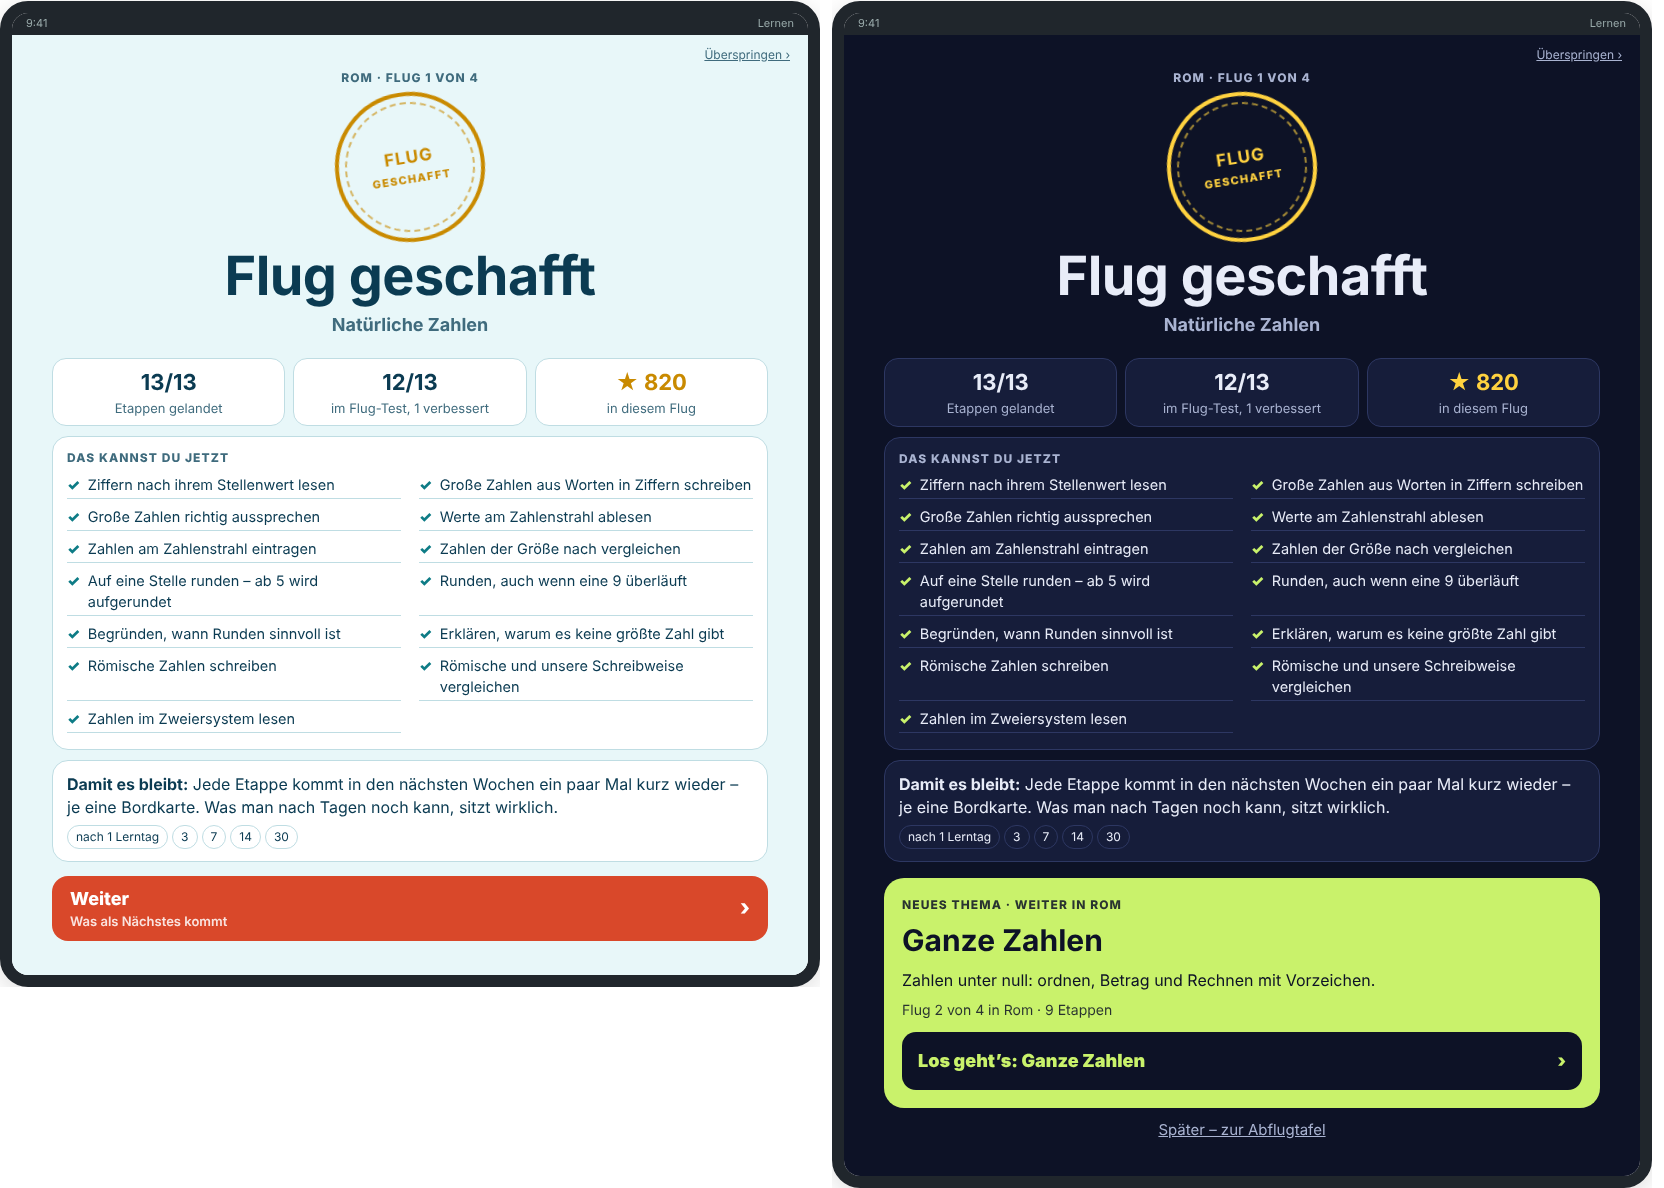 9:41
Lernen
Überspringen ›
ROM · FLUG 1 VON 4
FLUG
GESCHAFFT
Flug geschafft
Natürliche Zahlen
13/13
Etappen gelandet
12/13
im Flug-Test, 1 verbessert
★ 820
in diesem Flug
DAS KANNST DU JETZT
✔ Ziffern nach ihrem Stellenwert lesen
✔ Große Zahlen aus Worten in Ziffern schreiben
✔ Große Zahlen richtig aussprechen
✔ Werte am Zahlenstrahl ablesen
✔ Zahlen am Zahlenstrahl eintragen
✔ Zahlen der Größe nach vergleichen
✔ Auf eine Stelle runden – ab 5 wird
aufgerundet
✔ Runden, auch wenn eine 9 überläuft
✔ Begründen, wann Runden sinnvoll ist
✔ Erklären, warum es keine größte Zahl gibt
✔ Römische Zahlen schreiben
✔ Römische und unsere Schreibweise
vergleichen
✔ Zahlen im Zweiersystem lesen
Damit es bleibt: Jede Etappe kommt in den nächsten Wochen ein paar Mal kurz wieder –
je eine Bordkarte. Was man nach Tagen noch kann, sitzt wirklich.
nach 1 Lerntag 3 7 14 30
Weiter ›
Was als Nächstes kommt
9:41
Lernen
Überspringen ›
ROM · FLUG 1 VON 4
FLUG
GESCHAFFT
Flug geschafft
Natürliche Zahlen
13/13
Etappen gelandet
12/13
im Flug-Test, 1 verbessert
★ 820
in diesem Flug
DAS KANNST DU JETZT
✔ Ziffern nach ihrem Stellenwert lesen
✔ Große Zahlen aus Worten in Ziffern schreiben
✔ Große Zahlen richtig aussprechen
✔ Werte am Zahlenstrahl ablesen
✔ Zahlen am Zahlenstrahl eintragen
✔ Zahlen der Größe nach vergleichen
✔ Auf eine Stelle runden – ab 5 wird
aufgerundet
✔ Runden, auch wenn eine 9 überläuft
✔ Begründen, wann Runden sinnvoll ist
✔ Erklären, warum es keine größte Zahl gibt
✔ Römische Zahlen schreiben
✔ Römische und unsere Schreibweise
vergleichen
✔ Zahlen im Zweiersystem lesen
Damit es bleibt: Jede Etappe kommt in den nächsten Wochen ein paar Mal kurz wieder –
je eine Bordkarte. Was man nach Tagen noch kann, sitzt wirklich.
nach 1 Lerntag 3 7 14 30
NEUES THEMA · WEITER IN ROM
Ganze Zahlen
Zahlen unter null: ordnen, Betrag und Rechnen mit Vorzeichen.
Flug 2 von 4 in Rom · 9 Etappen
Los geht’s: Ganze Zahlen ›
Später – zur Abflugtafel